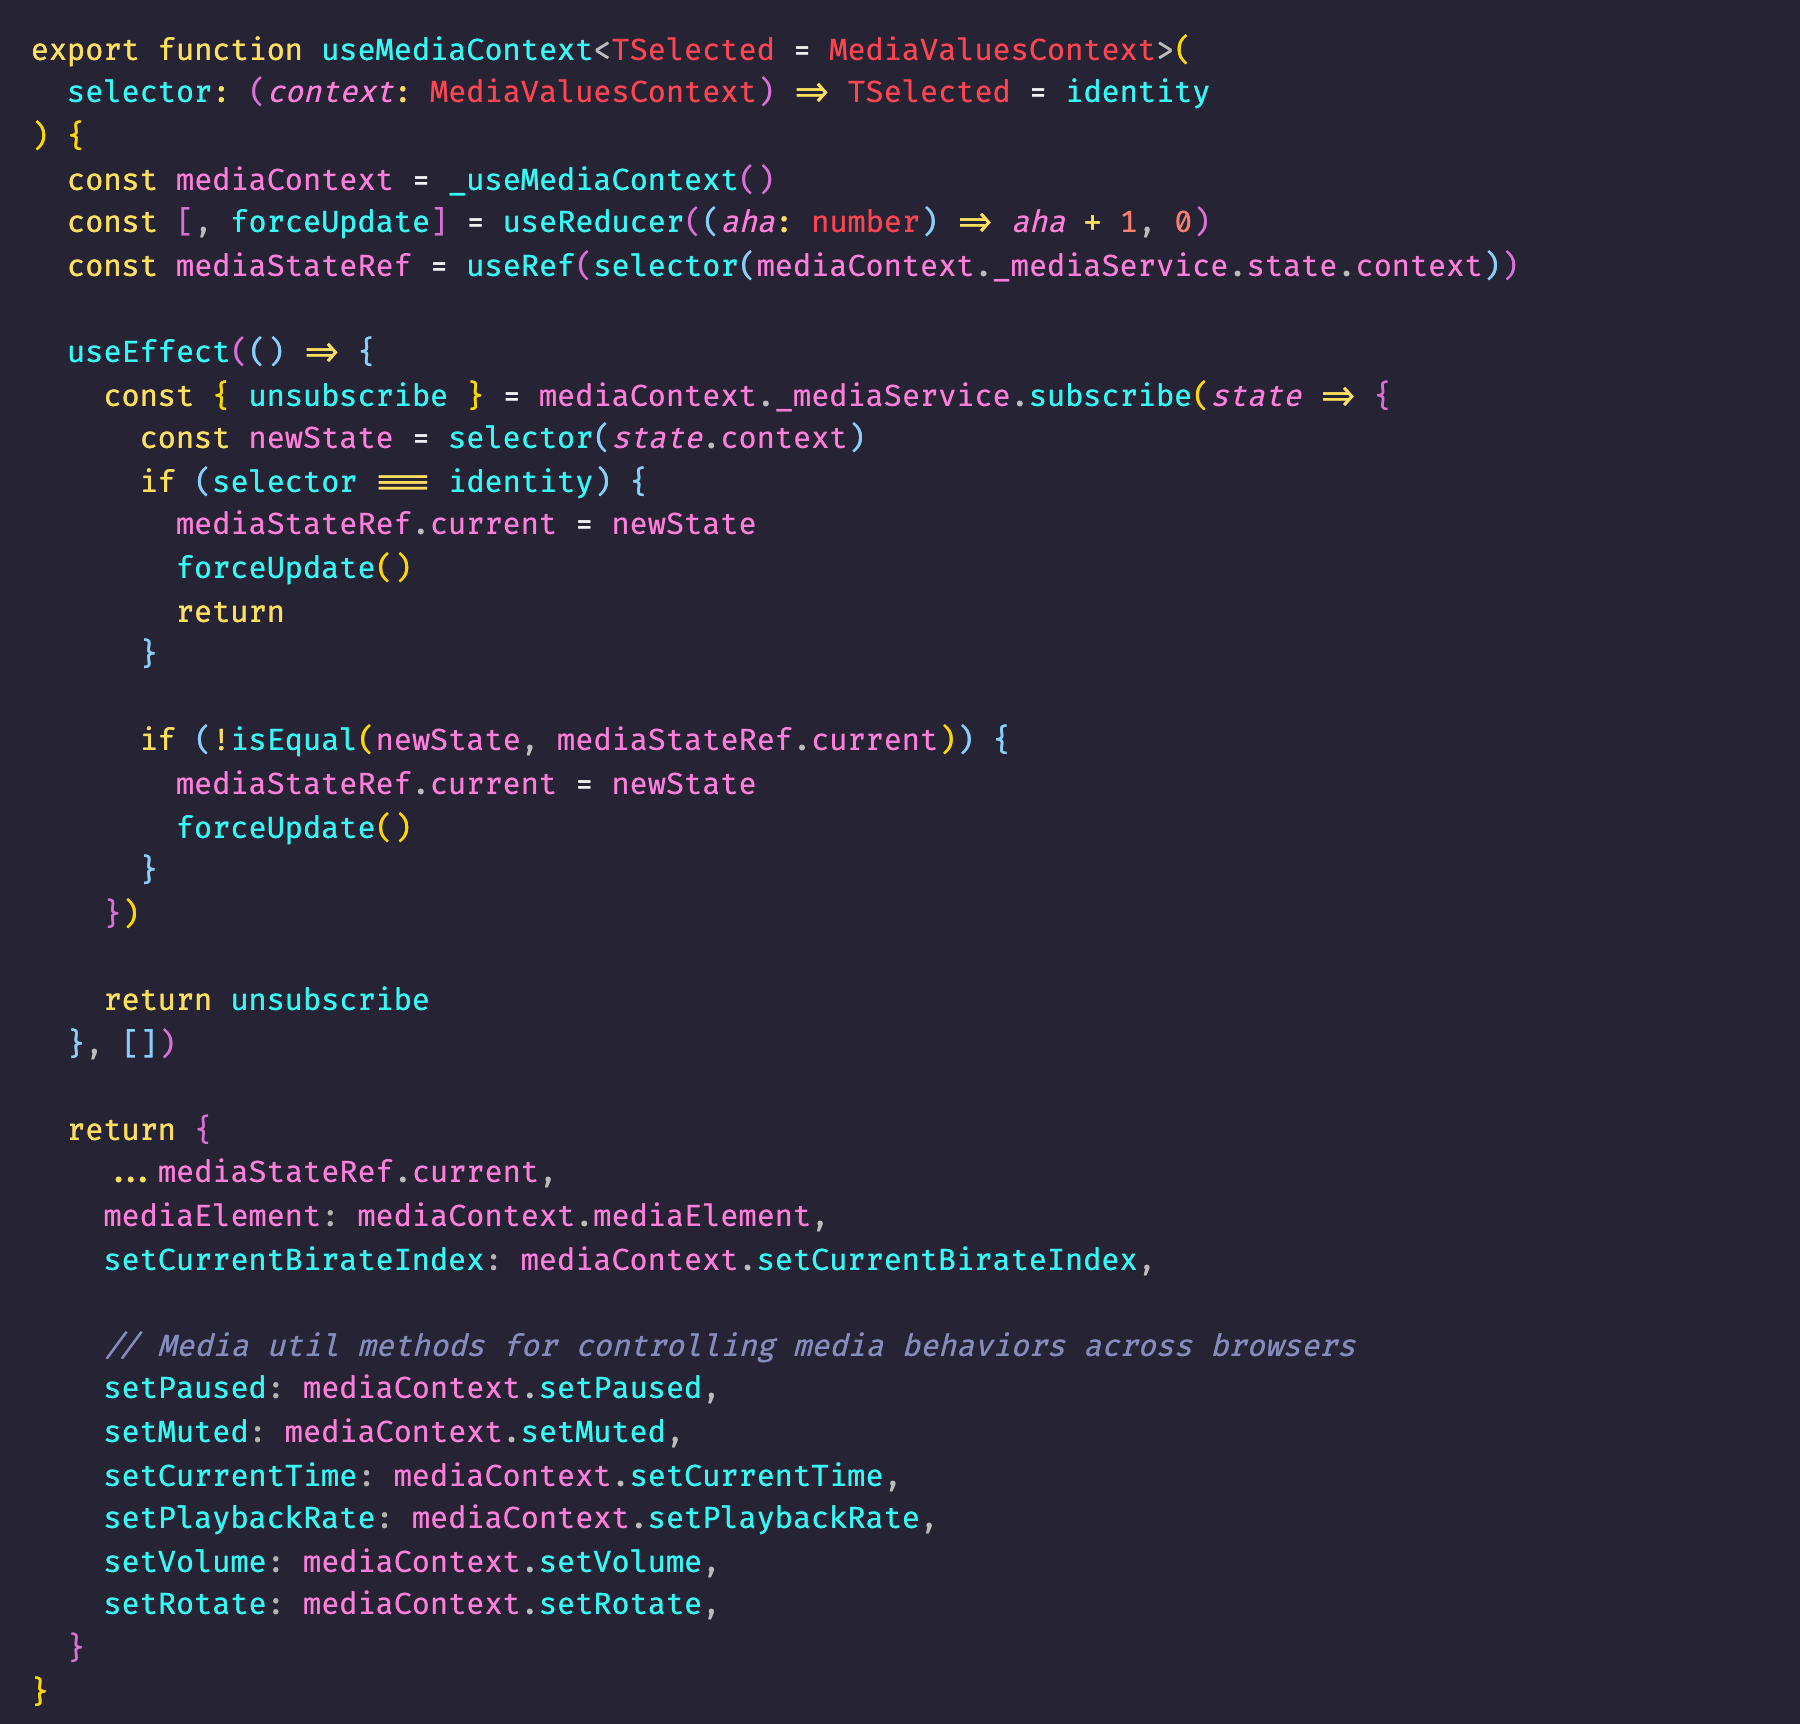 export function useMediaContext<TSelected = MediaValuesContext>(
  selector: (context: MediaValuesContext) => TSelected = identity
) {
  const mediaContext = _useMediaContext()
  const [, forceUpdate] = useReducer((aha: number) => aha + 1, 0)
  const mediaStateRef = useRef(selector(mediaContext._mediaService.state.context))

  useEffect(() => {
    const { unsubscribe } = mediaContext._mediaService.subscribe(state => {
      const newState = selector(state.context)
      if (selector === identity) {
        mediaStateRef.current = newState
        forceUpdate()
        return
      }

      if (!isEqual(newState, mediaStateRef.current)) {
        mediaStateRef.current = newState
        forceUpdate()
      }
    })

    return unsubscribe
  }, [])

  return {
    ...mediaStateRef.current,
    mediaElement: mediaContext.mediaElement,
    setCurrentBirateIndex: mediaContext.setCurrentBirateIndex,

    // Media util methods for controlling media behaviors across browsers
    setPaused: mediaContext.setPaused,
    setMuted: mediaContext.setMuted,
    setCurrentTime: mediaContext.setCurrentTime,
    setPlaybackRate: mediaContext.setPlaybackRate,
    setVolume: mediaContext.setVolume,
    setRotate: mediaContext.setRotate,
  }
}